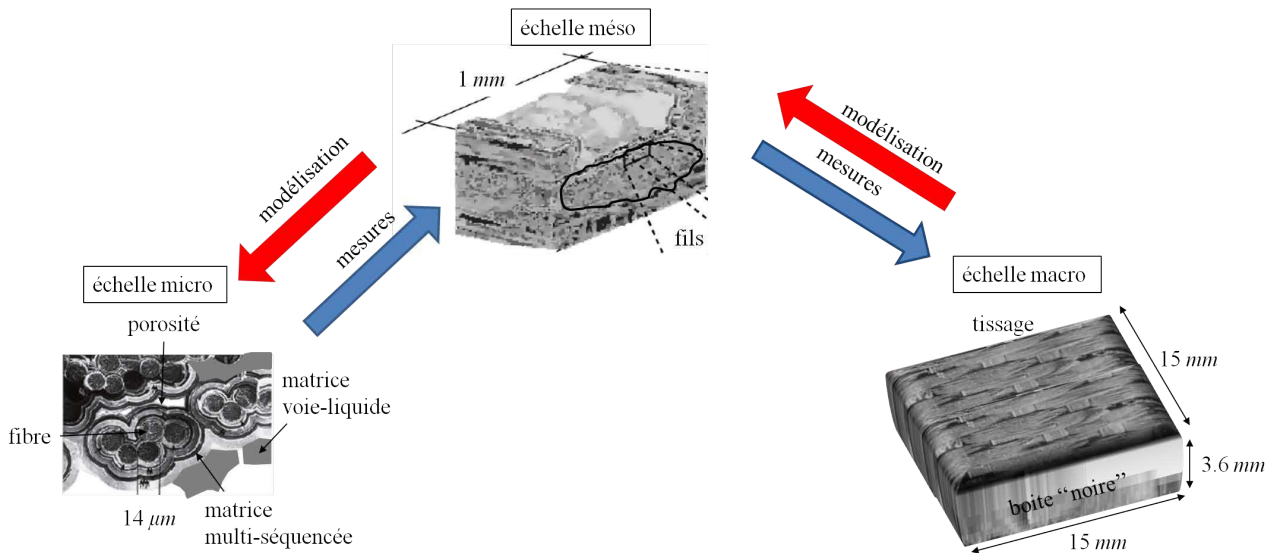 échelle méso
1 mm
modélisation
mesures
fils
modélisation
mesures
échelle micro
porosité
matrice
voie-liquide
fibre
14 μm
matrice
multi-séquencée
échelle macro
tissage
15 mm
3.6 mm
boite “noire”
15 mm